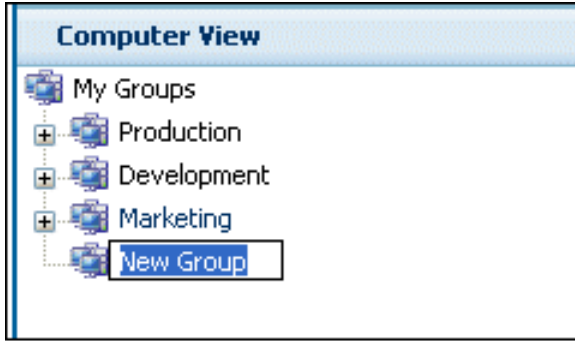 Computer View
My Groups
Production
Development
Marketing
New Group